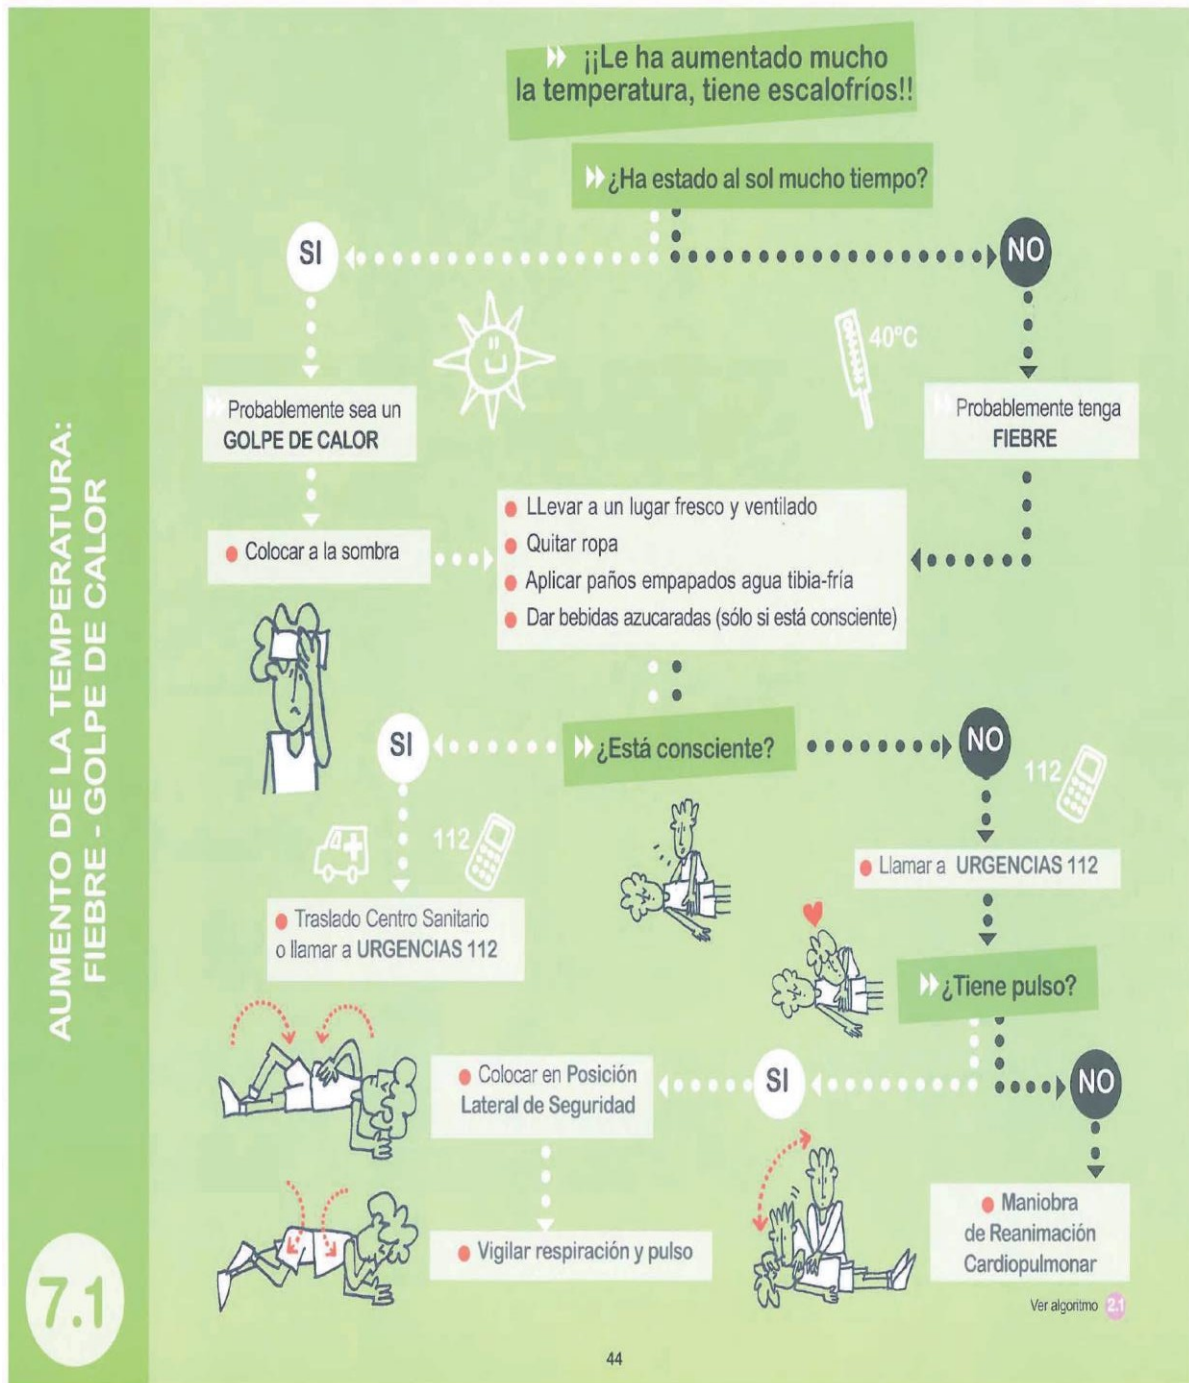 AUMENTO DE LA TEMPERATURA:
FIEBRE - GOLPE DE CALOR
7.1
¡¡Le ha aumentado mucho
la temperatura, tiene escalofríos!!
¿Ha estado al sol mucho tiempo?
SI
NO
40ºC
Probablemente sea un
GOLPE DE CALOR
Probablemente tenga
FIEBRE
Colocar a la sombra
LLevar a un lugar fresco y ventilado
Quitar ropa
Aplicar paños empapados agua tibia-fría
Dar bebidas azucaradas (sólo si está consciente)
¿Está consciente?
SI
NO
112
112
Llamar a URGENCIAS 112
Traslado Centro Sanitario
o llamar a URGENCIAS 112
¿Tiene pulso?
SI
NO
Colocar en Posición
Lateral de Seguridad
Vigilar respiración y pulso
Maniobra
de Reanimación
Cardiopulmonar
Ver algoritmo 2.1
44